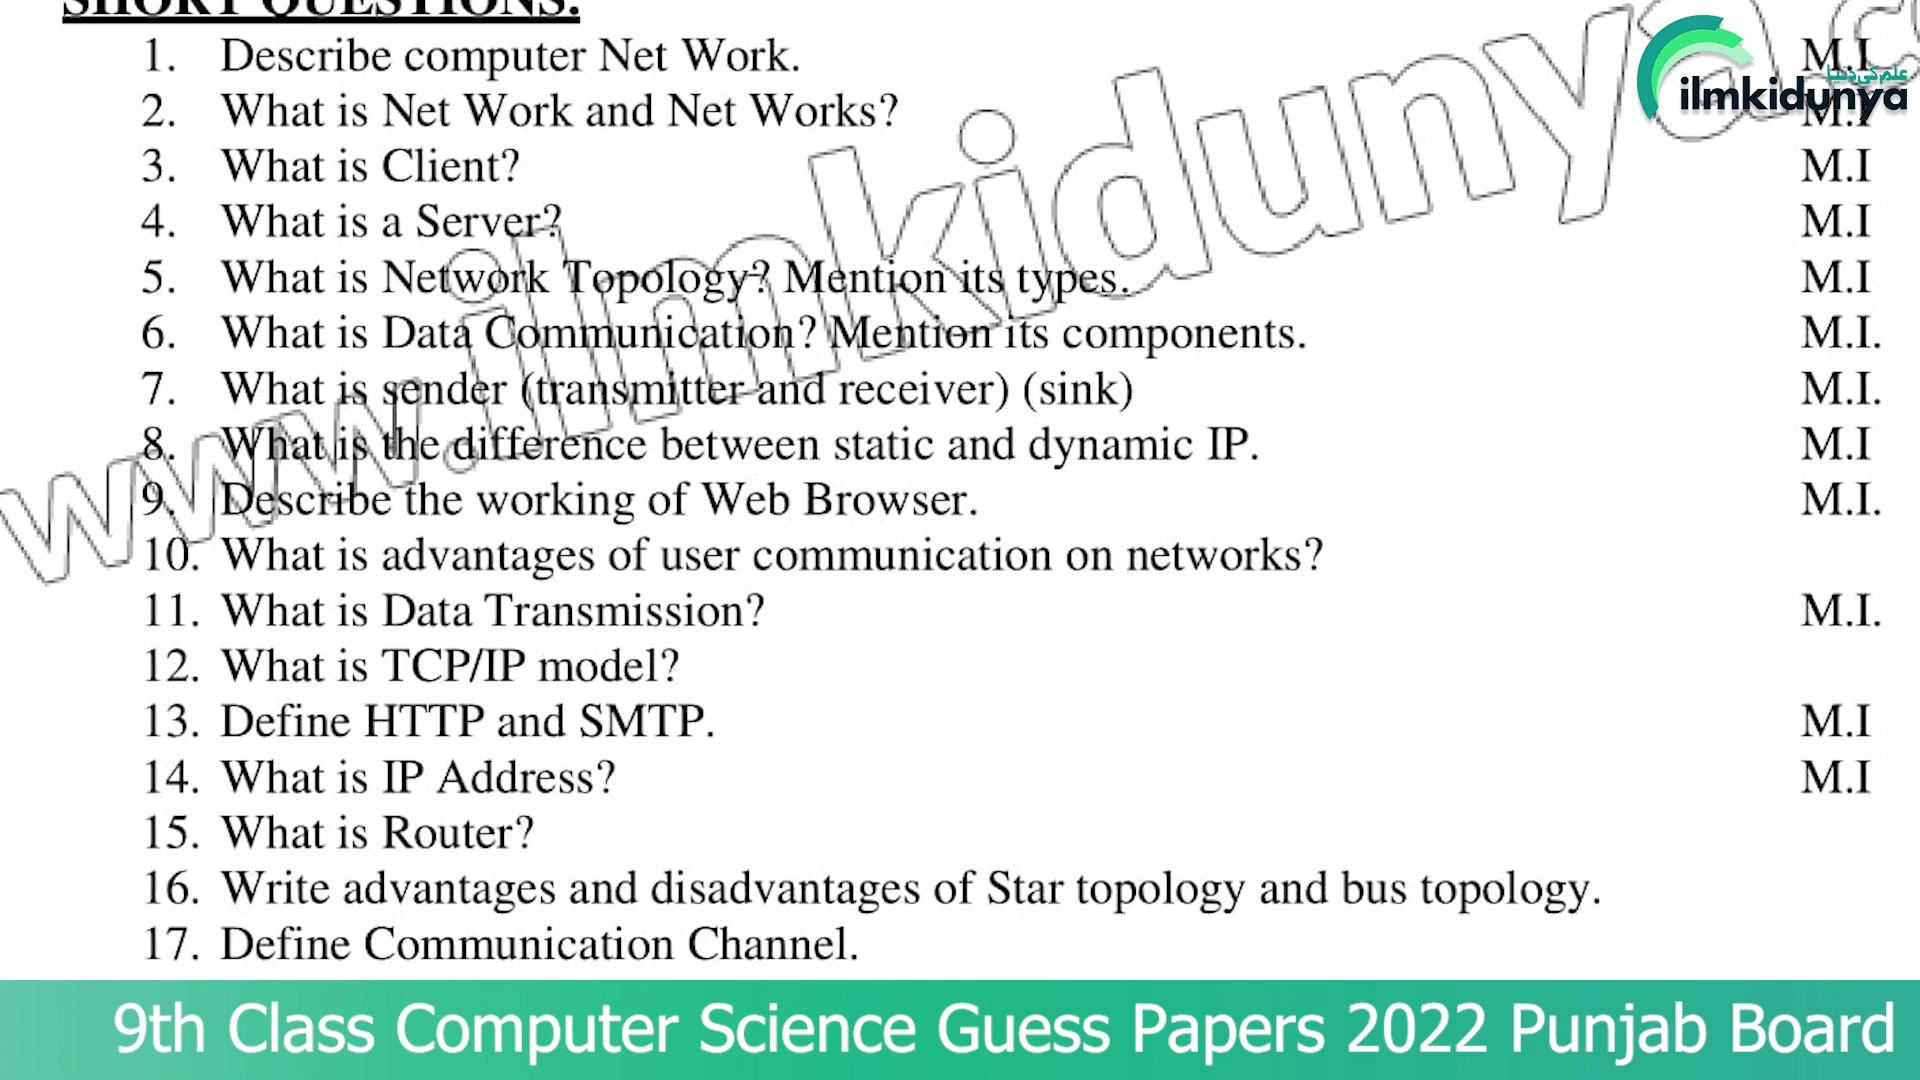 SHORT QUESTIONS:
1. Describe computer Net Work. M.I
2. What is Net Work and Net Works? M.I
3. What is Client? M.I
4. What is a Server? M.I
5. What is Network Topology? Mention its types. M.I
6. What is Data Communication? Mention its components. M.I.
7. What is sender (transmitter and receiver) (sink) M.I.
8. What is the difference between static and dynamic IP. M.I
9. Describe the working of Web Browser. M.I.
10. What is advantages of user communication on networks?
11. What is Data Transmission? M.I.
12. What is TCP/IP model?
13. Define HTTP and SMTP. M.I
14. What is IP Address? M.I
15. What is Router?
16. Write advantages and disadvantages of Star topology and bus topology.
17. Define Communication Channel.
www.ilmkidunya.c
علم کی دنیا
ilmkidunya
9th Class Computer Science Guess Papers 2022 Punjab Board